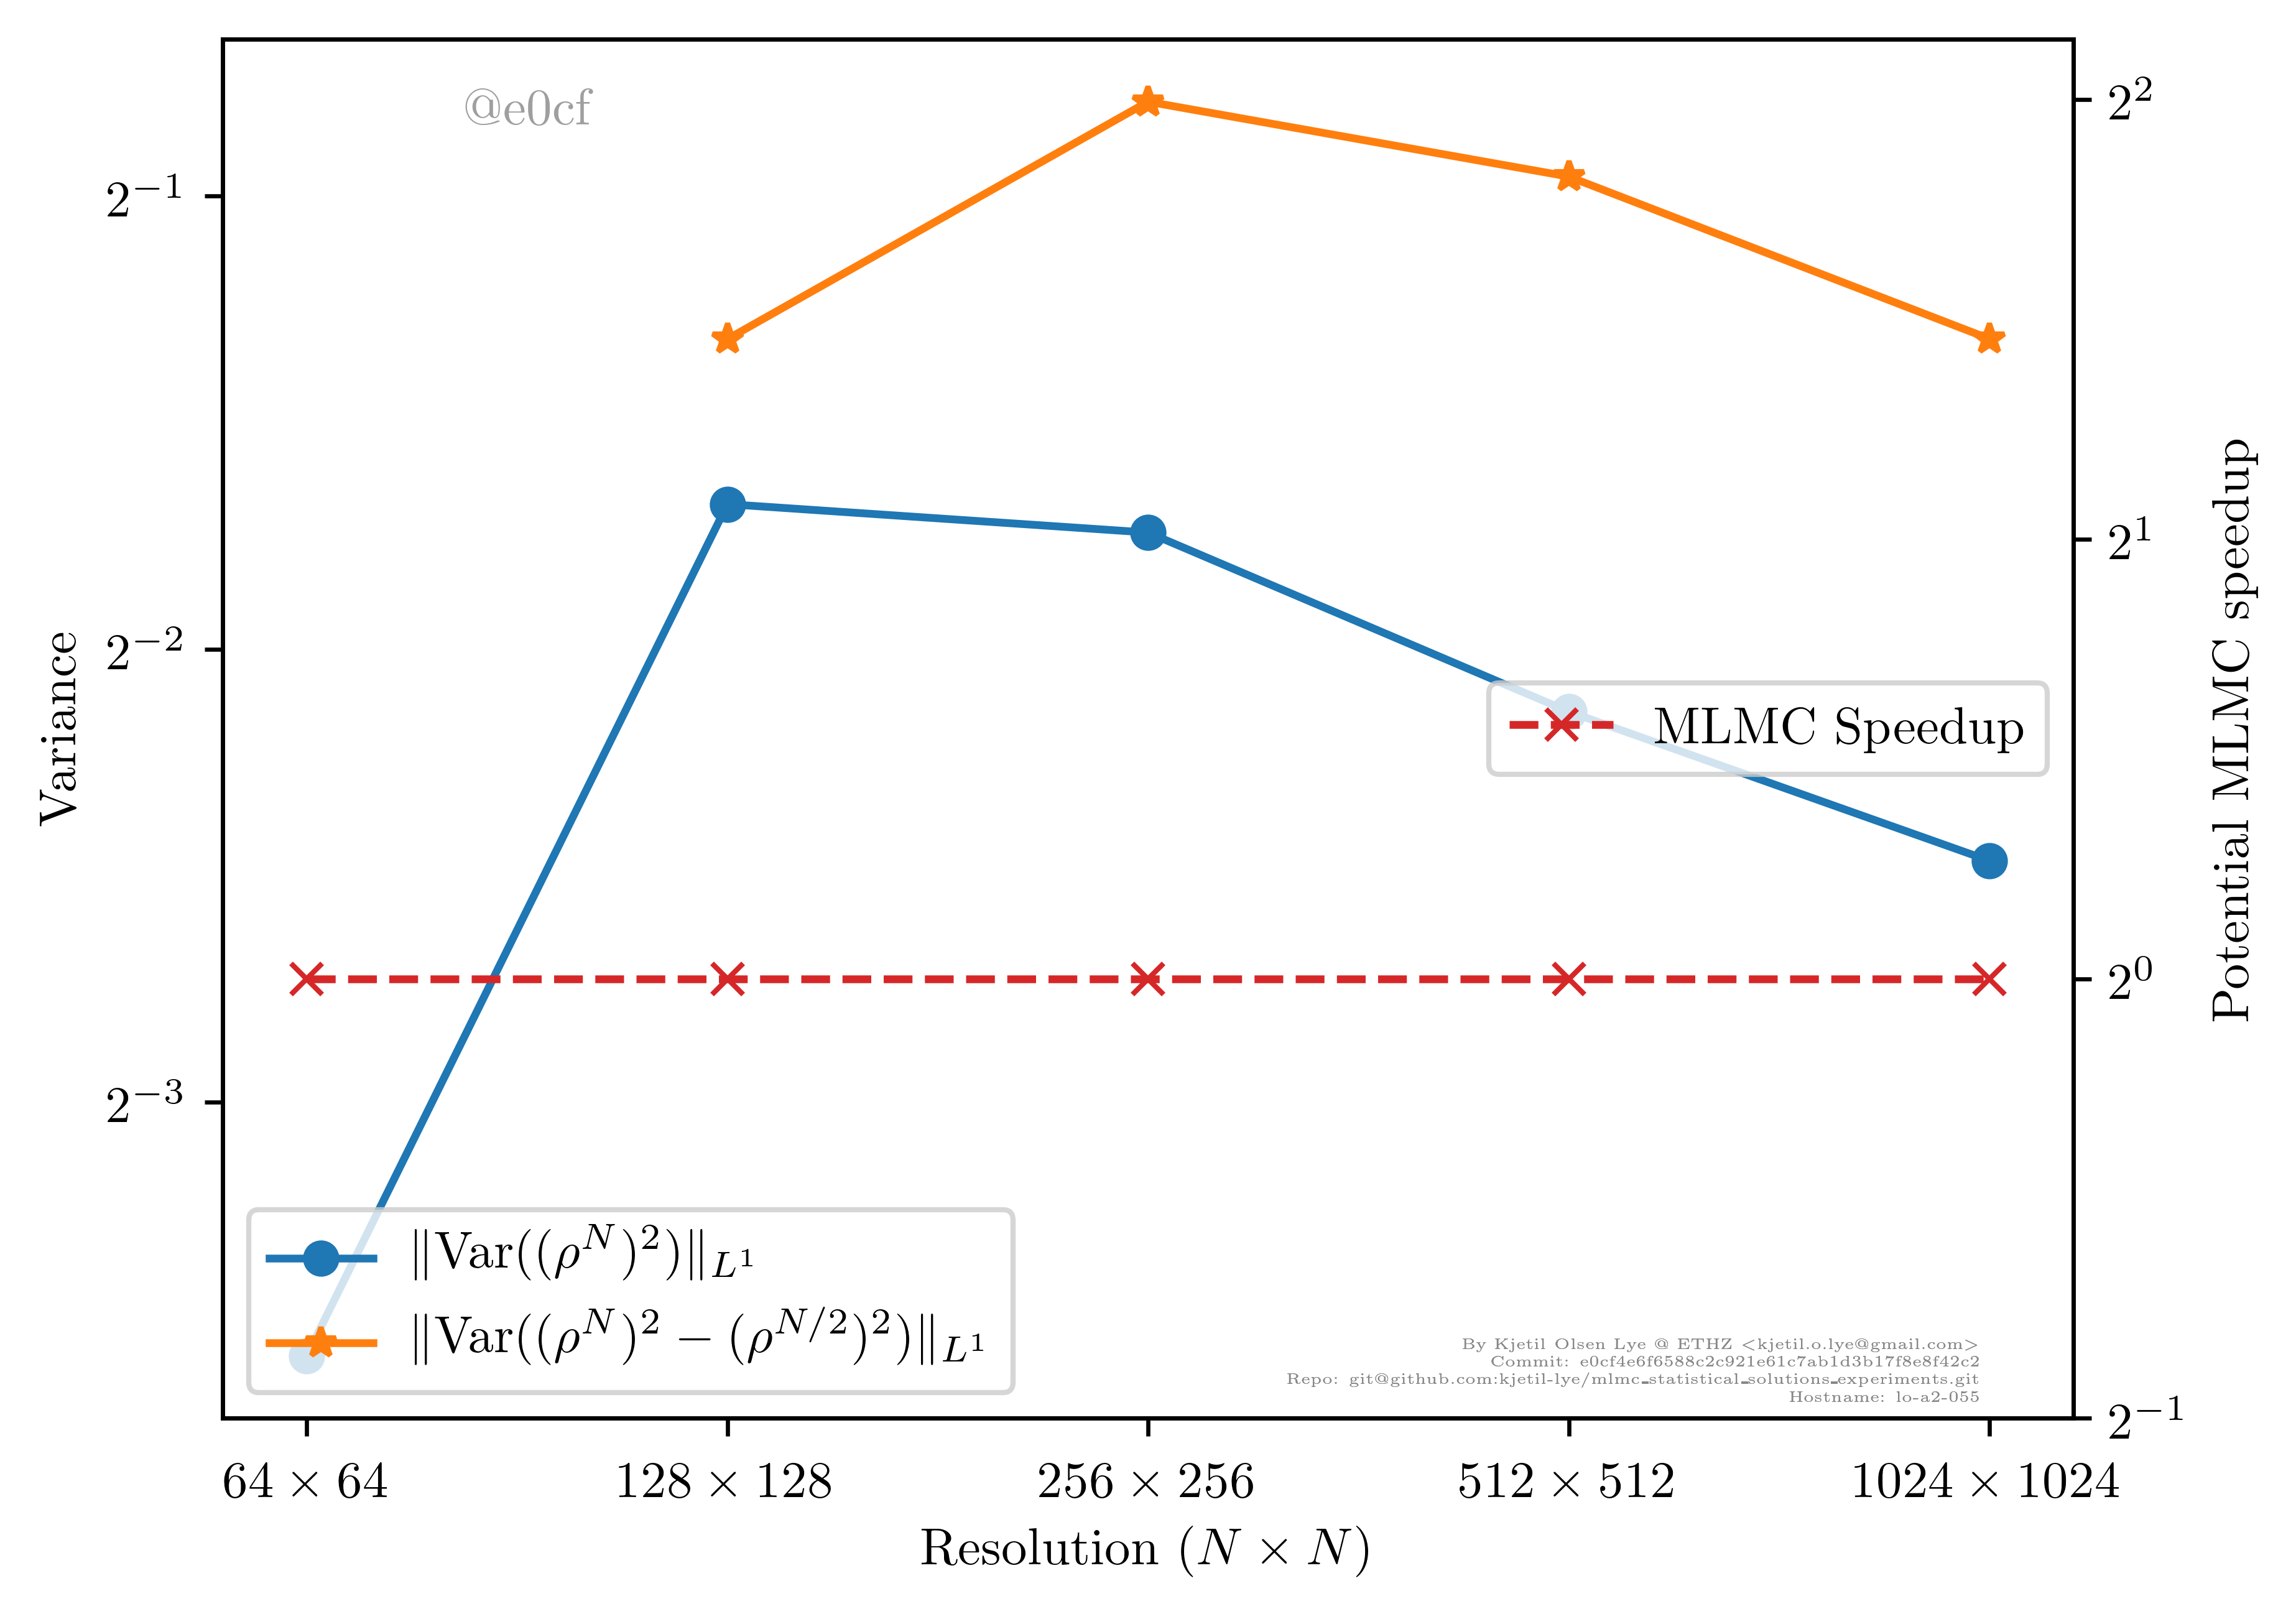 @e0cf
2^{-1}
2^{-2}
2^{-3}
Variance
2^2
2^1
2^0
2^{-1}
Potential MLMC speedup
MLMC Speedup
‖Var((ρ^N)^2)‖_{L^1}
‖Var((ρ^N)^2 − (ρ^{N/2})^2)‖_{L^1}
By Kjetil Olsen Lye @ ETHZ <kjetil.o.lye@gmail.com>
Commit: e0cf4e6f6588c2c921e61c7ab1d3b17f8e8f42c2
Repo: git@github.com:kjetil-lye/mlmc_statistical_solutions_experiments.git
Hostname: lo-a2-055
64 × 64 128 × 128 256 × 256 512 × 512 1024 × 1024
Resolution (N × N)